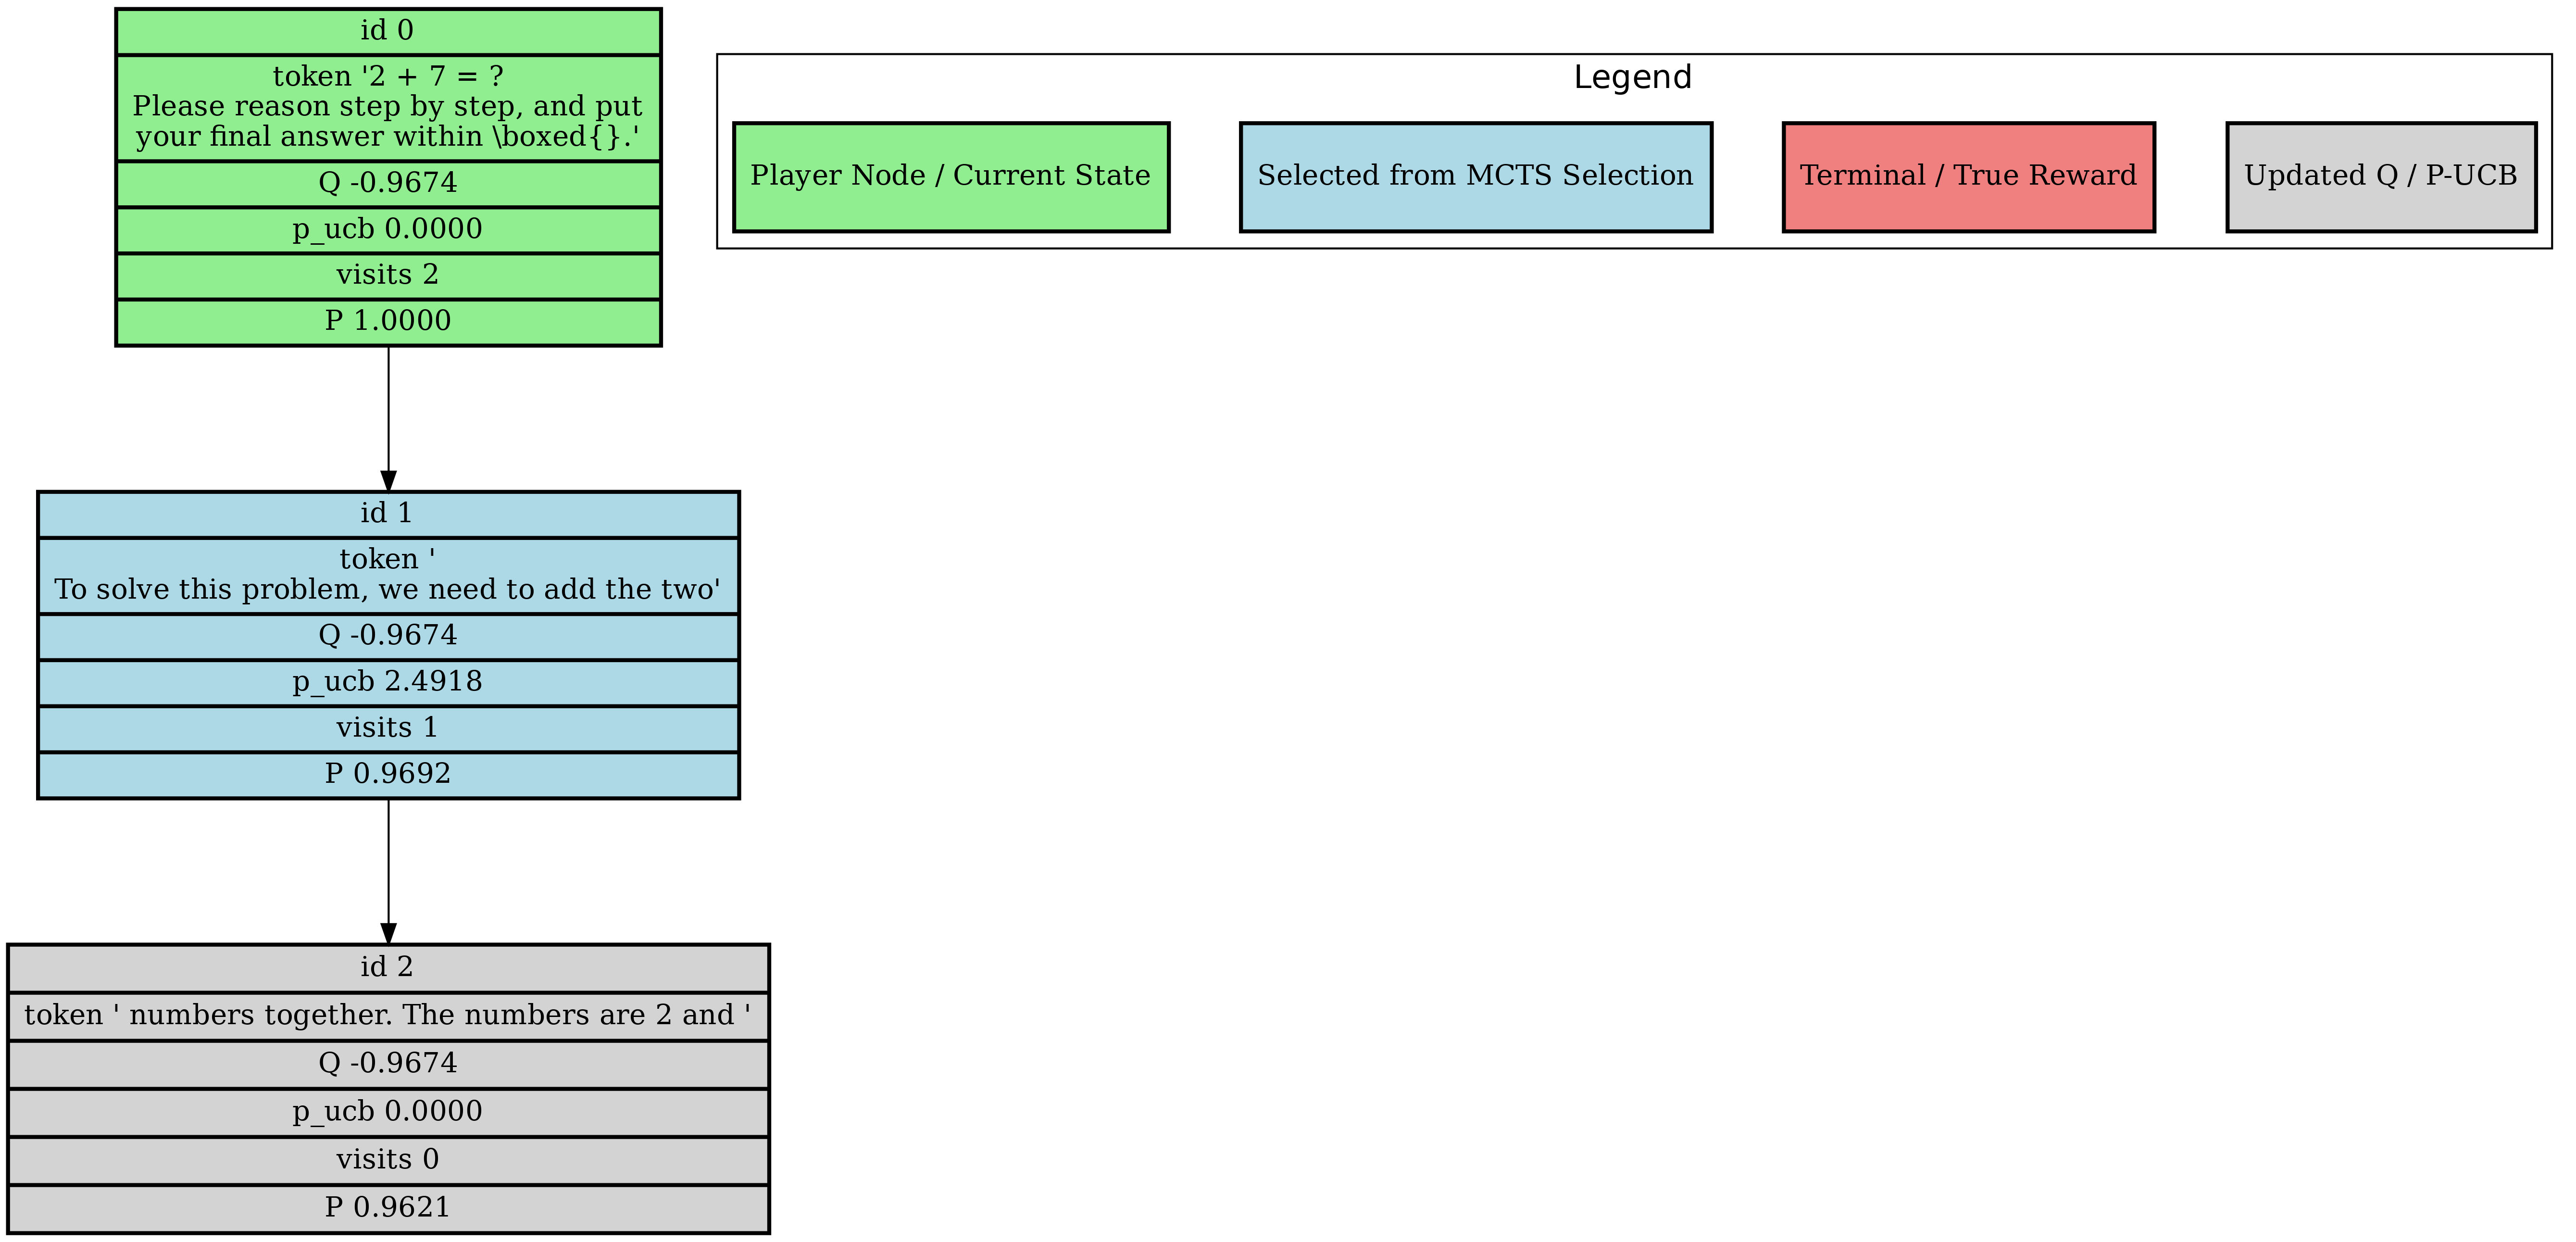 id 0
token '2 + 7 = ?
Please reason step by step, and put
your final answer within \boxed{}.'
Q -0.9674
p_ucb 0.0000
visits 2
P 1.0000
Legend
Player Node / Current State
Selected from MCTS Selection
Terminal / True Reward
Updated Q / P-UCB
id 1
token '
To solve this problem, we need to add the two'
Q -0.9674
p_ucb 2.4918
visits 1
P 0.9692
id 2
token ' numbers together. The numbers are 2 and '
Q -0.9674
p_ucb 0.0000
visits 0
P 0.9621